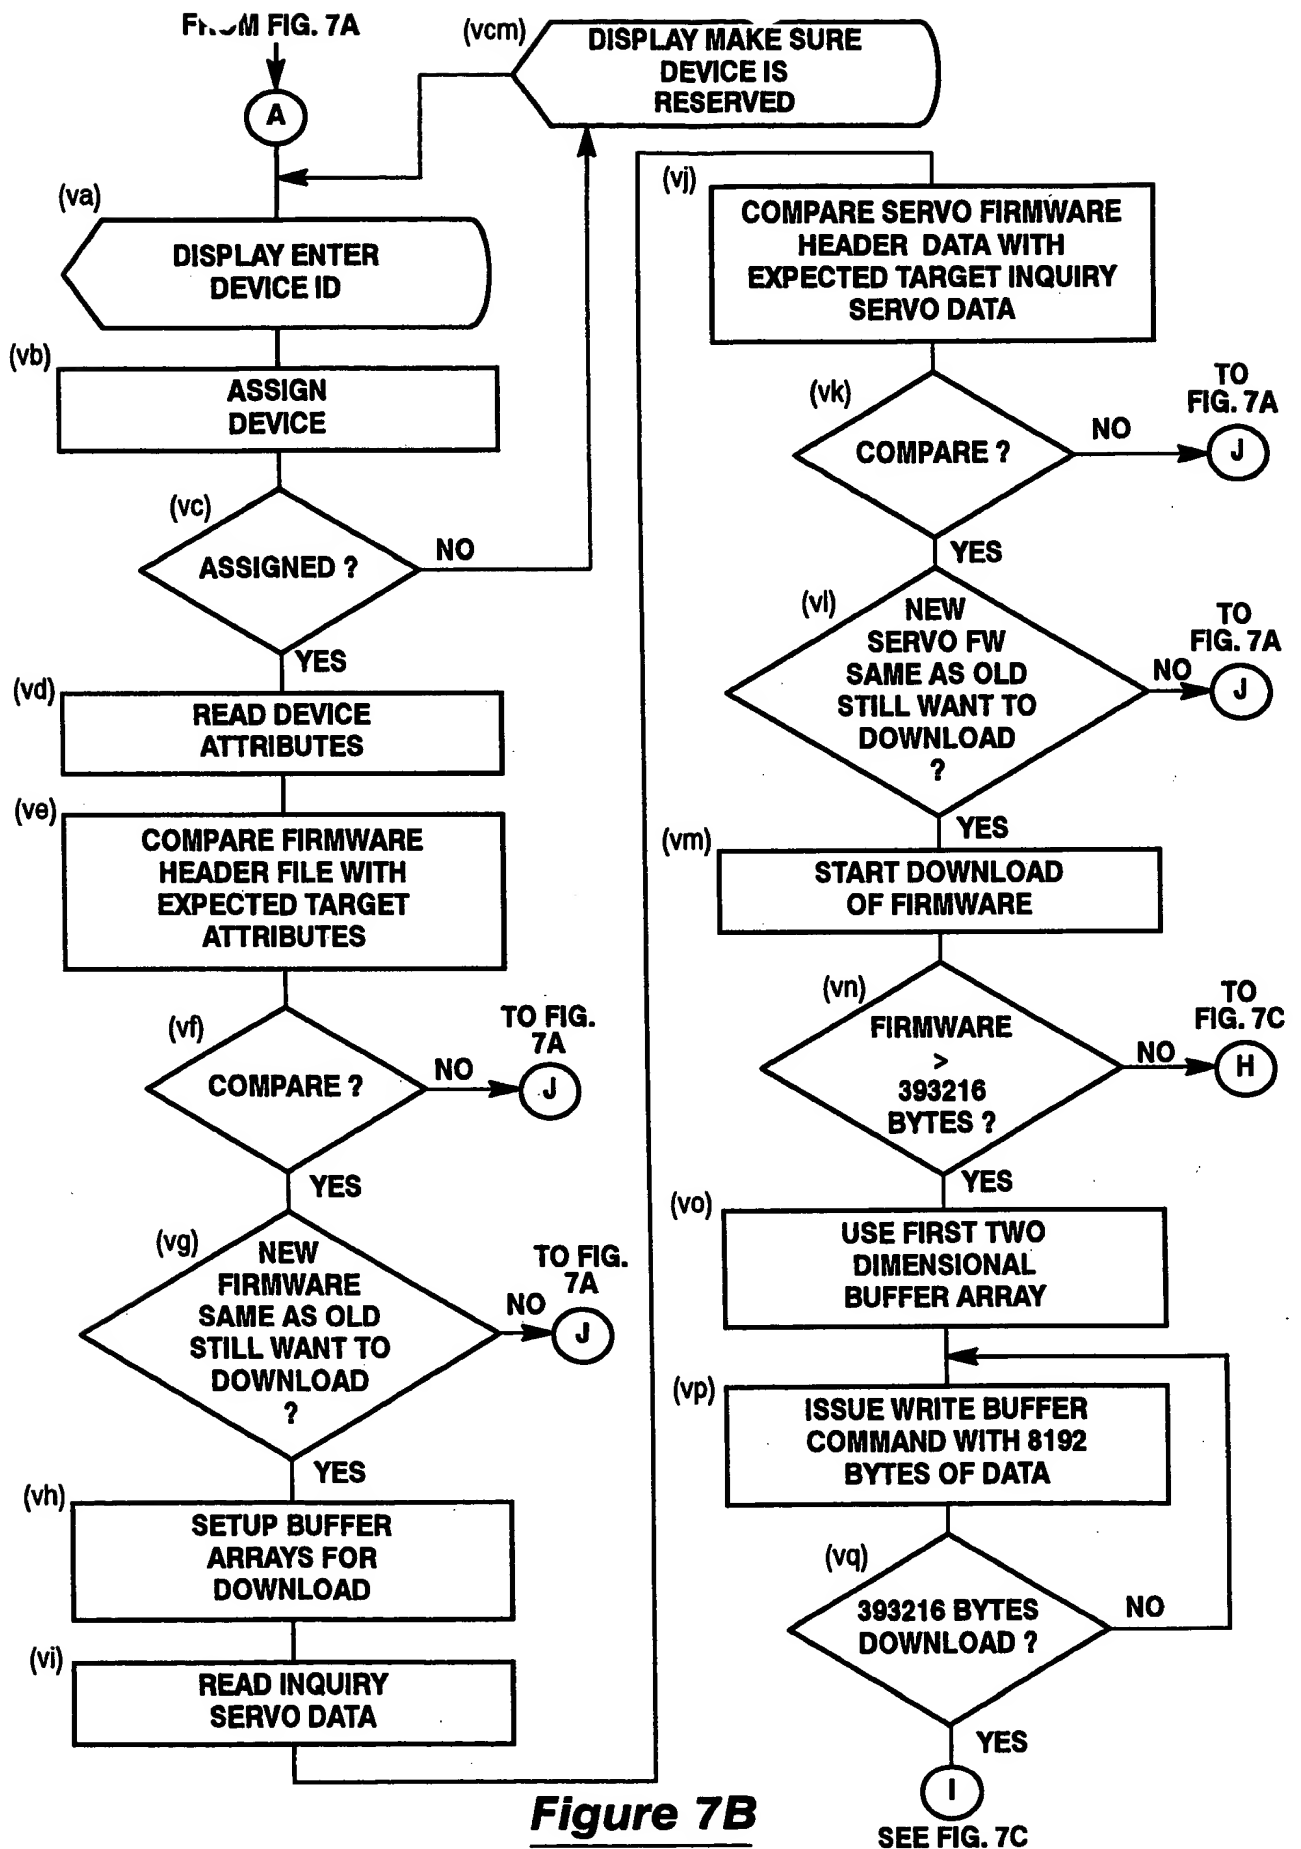 FROM FIG. 7A
A
(vcm)
DISPLAY MAKE SURE
DEVICE IS
RESERVED
(va)
DISPLAY ENTER
DEVICE ID
(vb)
ASSIGN
DEVICE
(vc)
ASSIGNED ?
NO
YES
(vd)
READ DEVICE
ATTRIBUTES
(ve)
COMPARE FIRMWARE
HEADER FILE WITH
EXPECTED TARGET
ATTRIBUTES
(vf)
COMPARE ?
NO
TO FIG.
7A
J
YES
(vg)
NEW
FIRMWARE
SAME AS OLD
STILL WANT TO
DOWNLOAD
?
NO
TO FIG.
7A
J
YES
(vh)
SETUP BUFFER
ARRAYS FOR
DOWNLOAD
(vi)
READ INQUIRY
SERVO DATA
(vj)
COMPARE SERVO FIRMWARE
HEADER DATA WITH
EXPECTED TARGET INQUIRY
SERVO DATA
(vk)
COMPARE ?
NO
TO
FIG. 7A
J
YES
(vl)
NEW
SERVO FW
SAME AS OLD
STILL WANT TO
DOWNLOAD
?
NO
TO
FIG. 7A
J
YES
(vm)
START DOWNLOAD
OF FIRMWARE
(vn)
FIRMWARE
>
393216
BYTES ?
NO
TO
FIG. 7C
H
YES
(vo)
USE FIRST TWO
DIMENSIONAL
BUFFER ARRAY
(vp)
ISSUE WRITE BUFFER
COMMAND WITH 8192
BYTES OF DATA
(vq)
393216 BYTES
DOWNLOAD ?
NO
YES
I
SEE FIG. 7C
Figure 7B